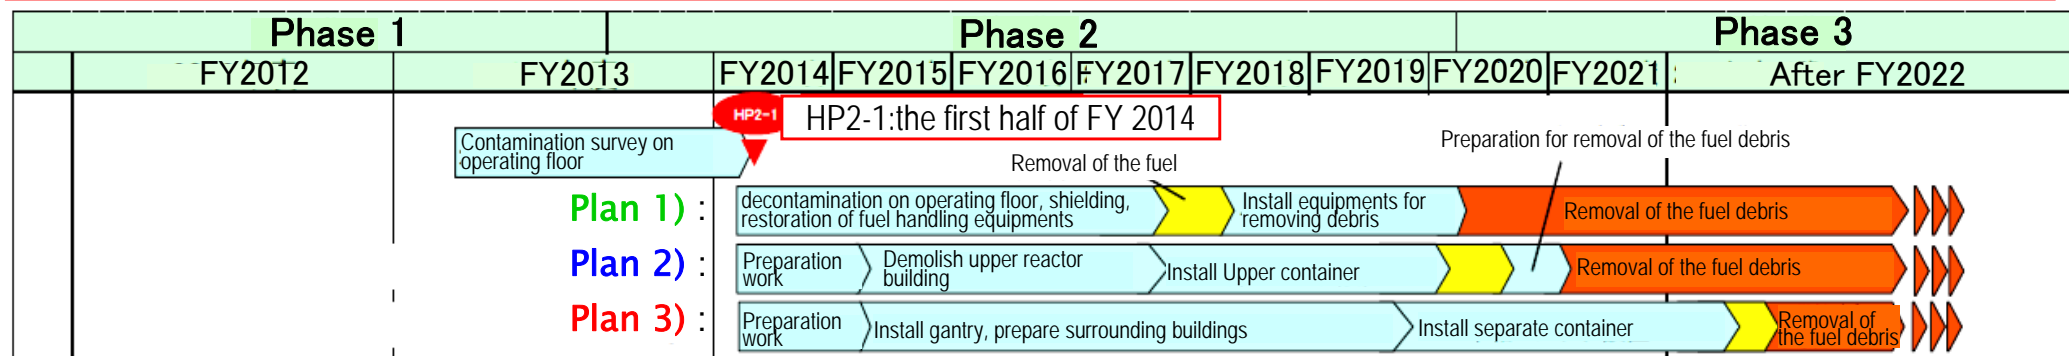 Phase 1 Phase 2 Phase 3
FY2012 FY2013 FY2014 FY2015 FY2016 FY2017 FY2018 FY2019 FY2020 FY2021 After FY2022
HP2-1
HP2-1:the first half of FY 2014
Contamination survey on
operating floor
Removal of the fuel
Preparation for removal of the fuel debris
Plan 1) :
decontamination on operating floor, shielding,
restoration of fuel handling equipments
Install equipments for
removing debris
Removal of the fuel debris
Plan 2) :
Preparation
work
Demolish upper reactor
building
Install Upper container
Removal of the fuel debris
Plan 3) :
Preparation
work
Install gantry, prepare surrounding buildings
Install separate container
Removal of
the fuel debris